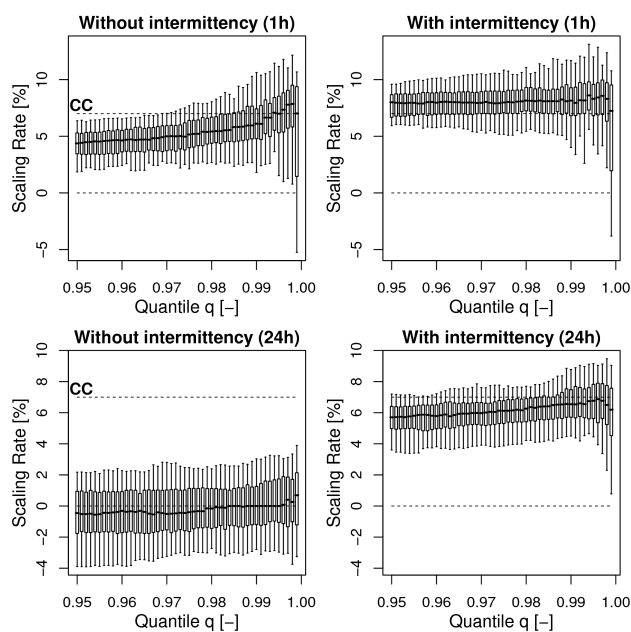 Without intermittency (1h)
With intermittency (1h)
Scaling Rate [%]
10
5
0
−5
CC
0.95 0.96 0.97 0.98 0.99 1.00
Quantile q [−]
Scaling Rate [%]
10
5
0
−5
0.95 0.96 0.97 0.98 0.99 1.00
Quantile q [−]
Without intermittency (24h)
With intermittency (24h)
Scaling Rate [%]
10
8
6
4
2
0
−2
−4
CC
0.95 0.96 0.97 0.98 0.99 1.00
Quantile q [−]
Scaling Rate [%]
10
8
6
4
2
0
−2
−4
0.95 0.96 0.97 0.98 0.99 1.00
Quantile q [−]